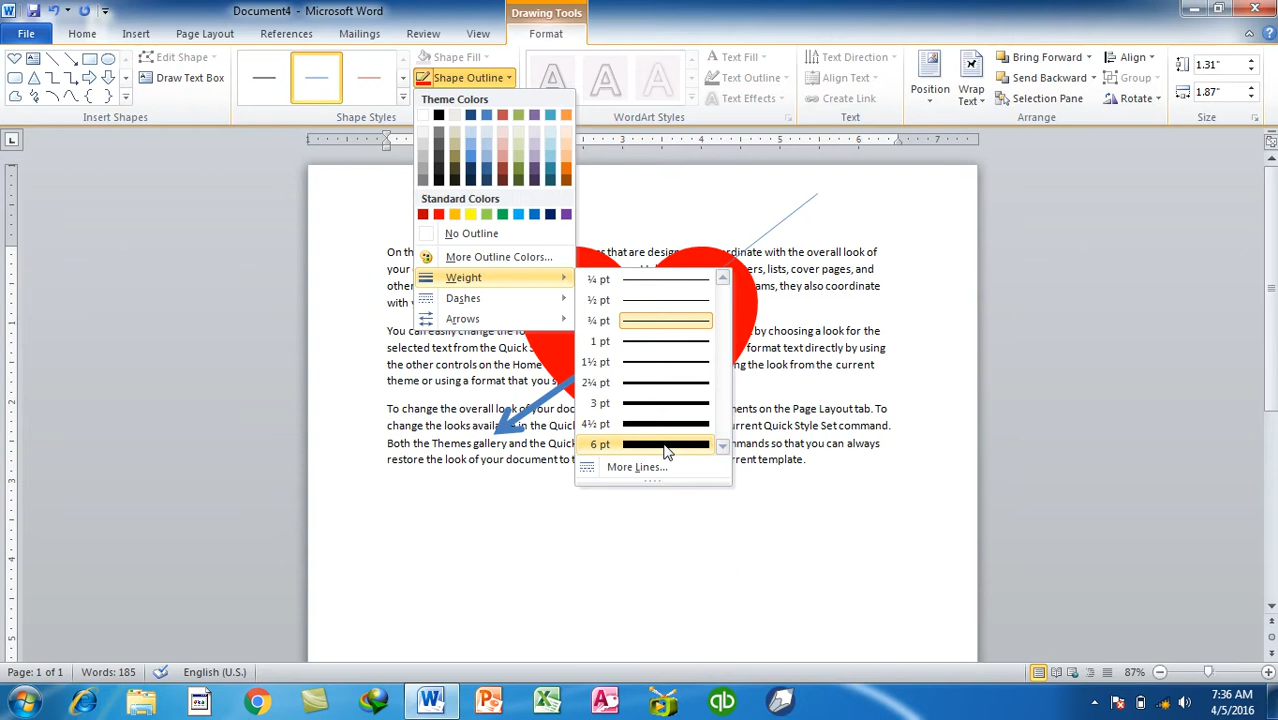 Document4 - Microsoft Word
Drawing Tools
File Home Insert Page Layout References Mailings Review View Format
Edit Shape
Draw Text Box
Insert Shapes
Shape Fill
Shape Outline
Shape Styles
A A A
WordArt Styles
Text Fill
Text Outline
Text Effects
Text Direction
Align Text
Create Link
Text
Position
Wrap Text
Bring Forward
Send Backward
Selection Pane
Align
Group
Rotate
Arrange
1.31"
1.87"
Size
Theme Colors
Standard Colors
No Outline
More Outline Colors...
Weight
Dashes
Arrows
¼ pt
½ pt
¾ pt
1 pt
1½ pt
2¼ pt
3 pt
4½ pt
6 pt
More Lines...
3 4 5 6 7
On th s that are design dinate with the overall look of
your ers, lists, cover pages, and
other ams, they also coordinate
with
You can easily change the fo t by choosing a look for the
selected text from the Quick S format text directly by using
the other controls on the Home ng the look from the current
theme or using a format that you s
To change the overall look of your doc ments on the Page Layout tab. To
change the looks available in the Quick urrent Quick Style Set command.
Both the Themes gallery and the Quick mmands so that you can always
restore the look of your document to t rrent template.
Page: 1 of 1 Words: 185 English (U.S.) 87%
7:36 AM
4/5/2016